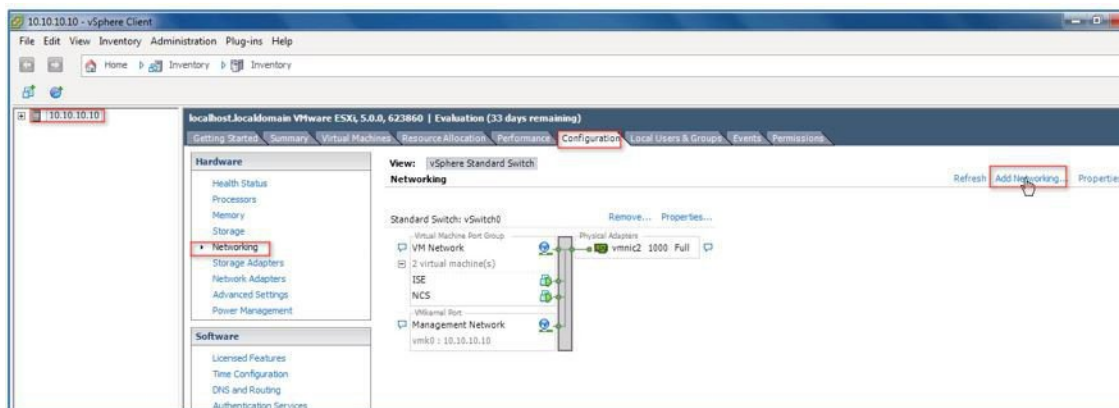 10.10.10.10 - vSphere Client
File Edit View Inventory Administration Plug-ins Help
Home Inventory Inventory
10.10.10.10
localhost.localdomain VMware ESXi, 5.0.0, 623860 | Evaluation (33 days remaining)
Getting Started Summary Virtual Machines Resource Allocation Performance Configuration Local Users & Groups Events Permissions
Hardware
Health Status
Processors
Memory
Storage
Networking
Storage Adapters
Network Adapters
Advanced Settings
Power Management
Software
Licensed Features
Time Configuration
DNS and Routing
Authentication Services
View: vSphere Standard Switch
Networking
Refresh Add Networking... Propertie
Standard Switch: vSwitch0 Remove... Properties...
Virtual Machine Port Group Physical Adapters
VM Network vmnic2 1000 Full
2 virtual machine(s)
ISE
NCS
VMkernel Port
Management Network
vmk0 : 10.10.10.10